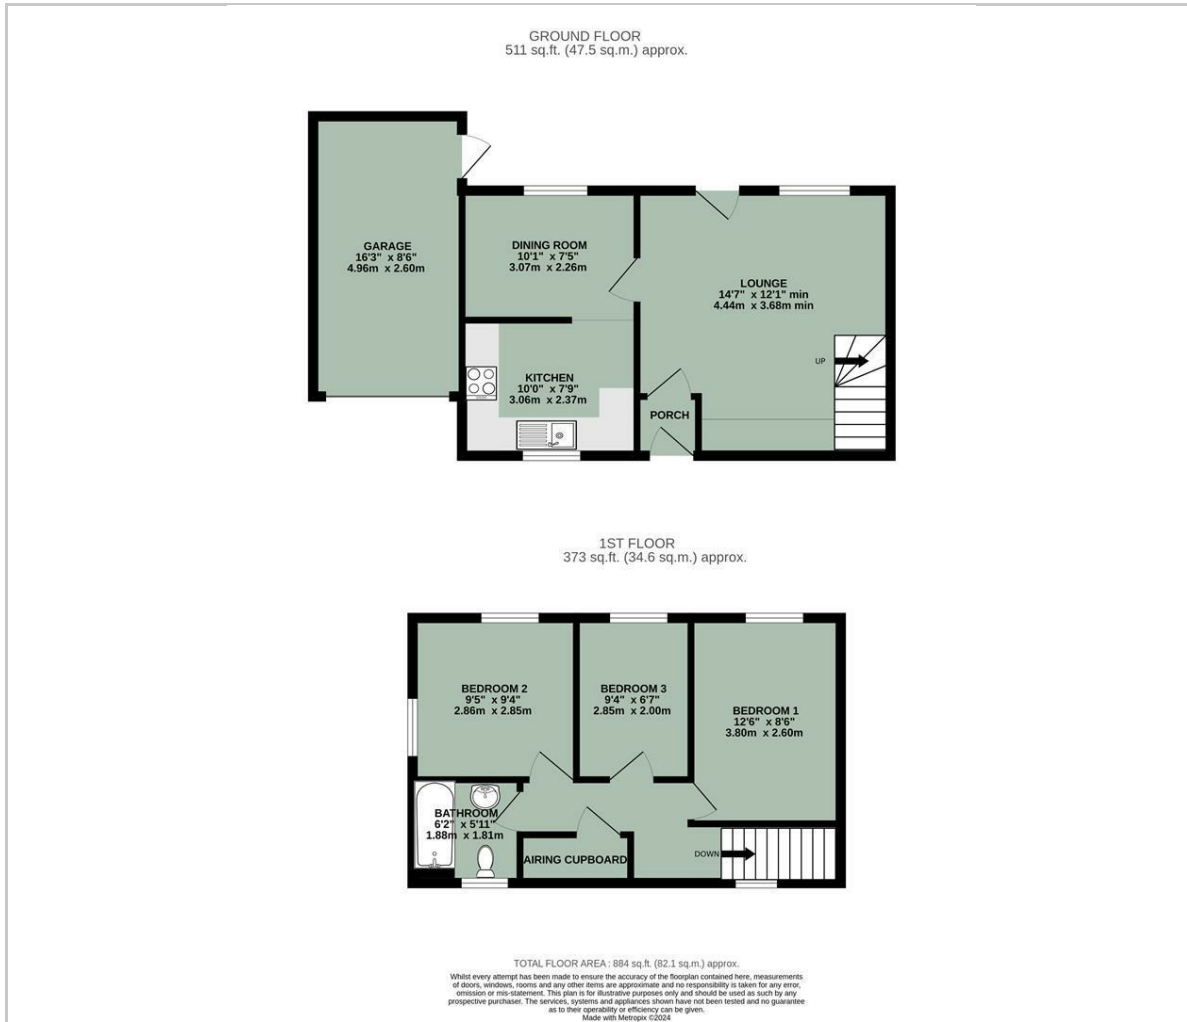 GROUND FLOOR
511 sq.ft. (47.5 sq.m.) approx.
GARAGE
16'3" x 8'6"
4.96m x 2.60m
DINING ROOM
10'1" x 7'5"
3.07m x 2.26m
LOUNGE
14'7" x 12'1" min
4.44m x 3.68m min
UP
KITCHEN
10'0" x 7'9"
3.06m x 2.37m
PORCH
1ST FLOOR
373 sq.ft. (34.6 sq.m.) approx.
BEDROOM 2
9'5" x 9'4"
2.86m x 2.85m
BEDROOM 3
9'4" x 6'7"
2.85m x 2.00m
BEDROOM 1
12'6" x 8'6"
3.80m x 2.60m
BATHROOM
6'2" x 5'11"
1.88m x 1.81m
AIRING CUPBOARD
DOWN
TOTAL FLOOR AREA : 884 sq.ft. (82.1 sq.m.) approx.
Whilst every attempt has been made to ensure the accuracy of the floorplan contained here, measurements
of doors, windows, rooms and any other items are approximate and no responsibility is taken for any error,
omission or mis-statement. This plan is for illustrative purposes only and should be used as such by any
prospective purchaser. The services, systems and appliances shown have not been tested and no guarantee
as to their operability or efficiency can be given.
Made with Metropix ©2024